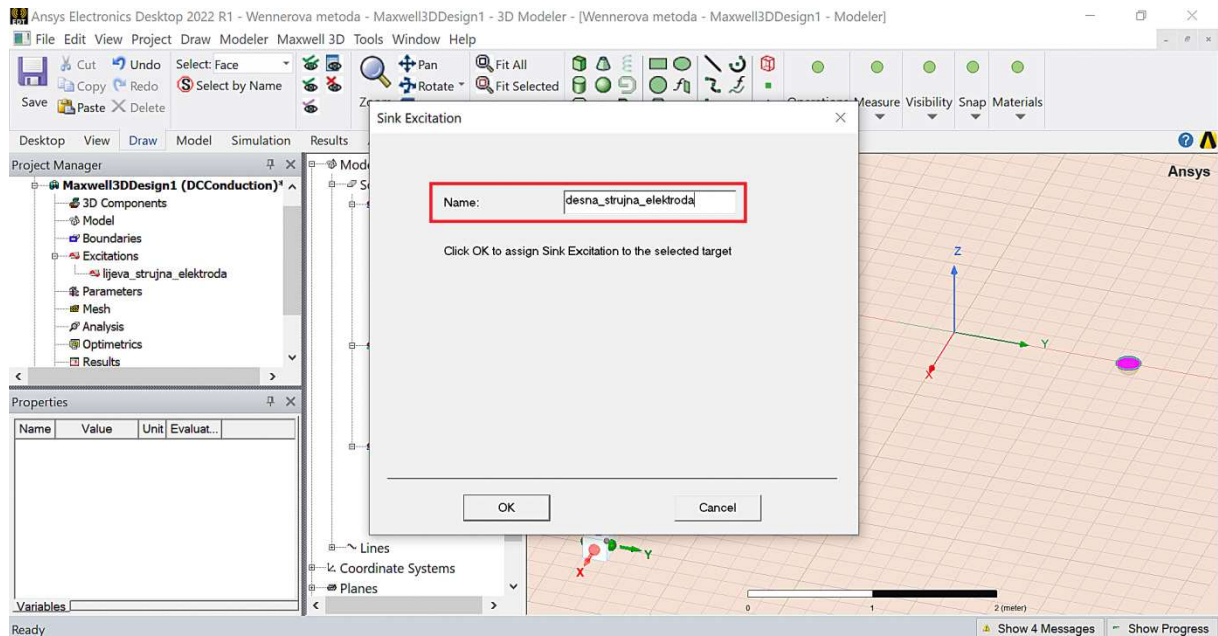 Ansys Electronics Desktop 2022 R1 - Wennerova metoda - Maxwell3DDesign1 - 3D Modeler - [Wennerova metoda - Maxwell3DDesign1 - Modeler]
File Edit View Project Draw Modeler Maxwell 3D Tools Window Help
Save
Cut Undo
Copy Redo
Paste Delete
Select: Face
Select by Name
Pan
Rotate
Fit All
Fit Selected
Measure Visibility Snap Materials
Desktop View Draw Model Simulation Results
Project Manager
Maxwell3DDesign1 (DCConduction)*
3D Components
Model
Boundaries
Excitations
lijeva_strujna_elektroda
Parameters
Mesh
Analysis
Optimetrics
Results
Properties
Name Value Unit Evaluat...
Variables
Sink Excitation
Name: desna_strujna_elektroda
Click OK to assign Sink Excitation to the selected target
OK Cancel
Lines
Coordinate Systems
Planes
Ansys
Z
Y
X
Y
X
0 1 2 (meter)
Ready
Show 4 Messages Show Progress